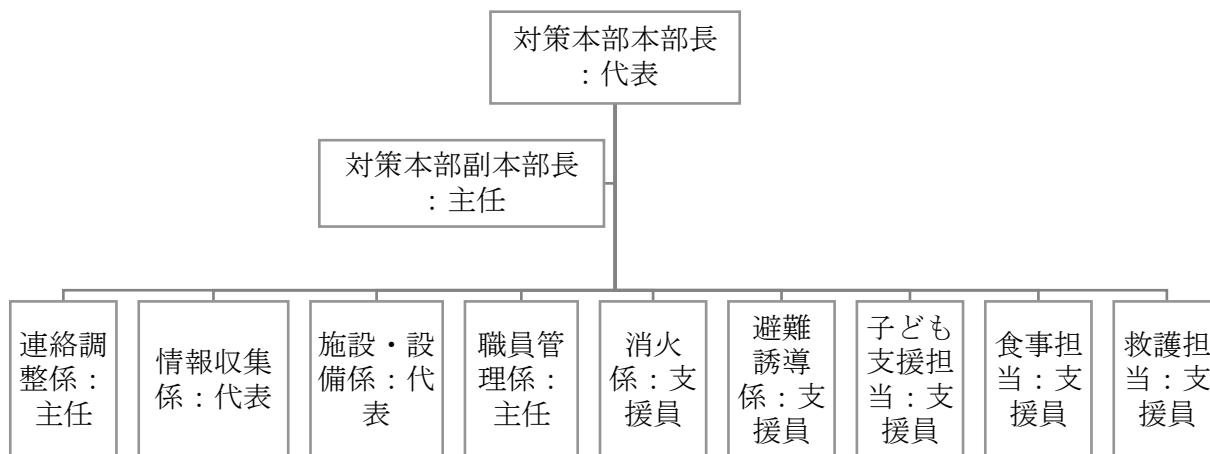 対策本部本部長
：代表
対策本部副本部長
：主任
連絡調
整係：
主任
情報収集
係：代表
施設・設
備係：代
表
職員管
理係：
主任
消火
係：支
援員
避難
誘導
係：支
援員
子ども
支援担
当：支
援員
食事担
当：支
援員
救護担
当：支
援員